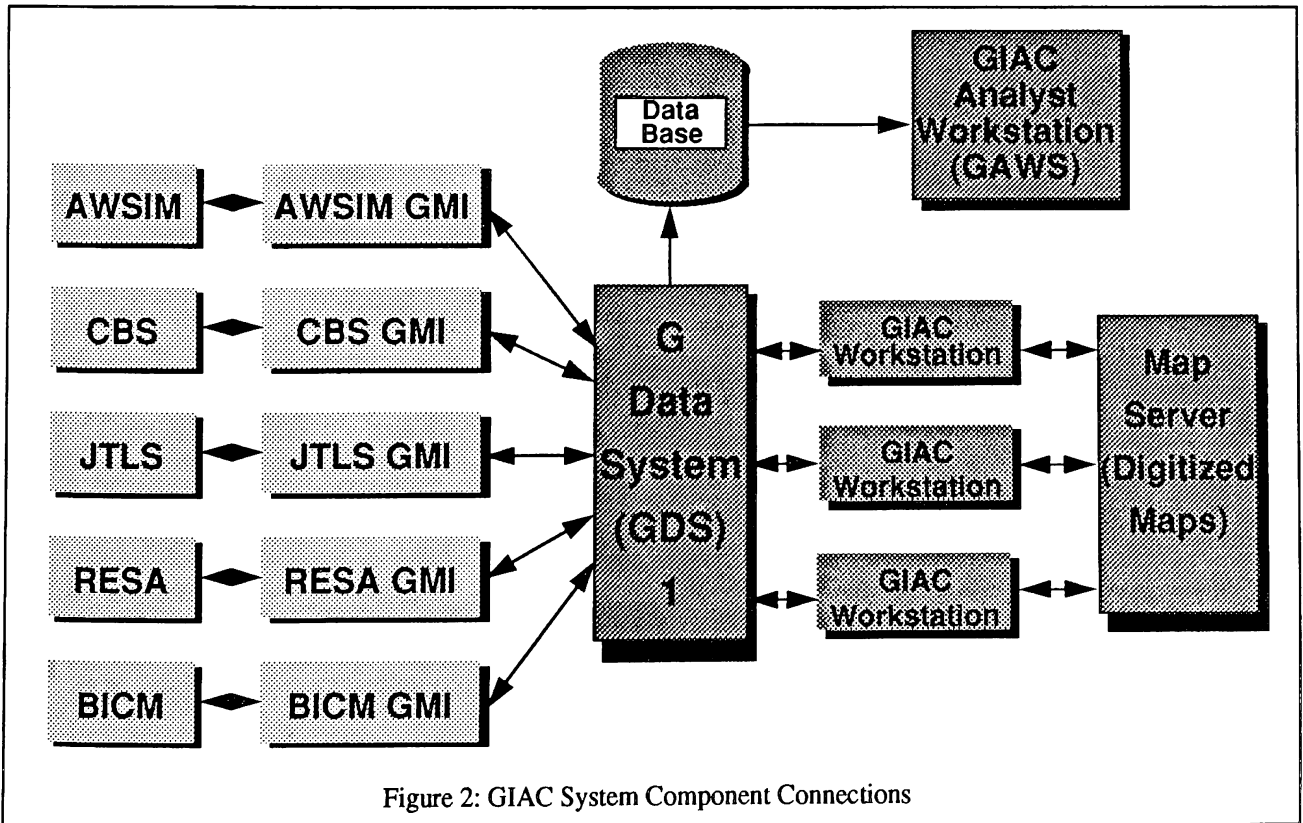 GIAC
Analyst
Workstation
(GAWS)
Data
Base
AWSIM
AWSIM GMI
CBS
CBS GMI
JTLS
JTLS GMI
RESA
RESA GMI
BICM
BICM GMI
G
Data
System
(GDS)
1
GIAC
Workstation
GIAC
Workstation
GIAC
Workstation
Map
Server
(Digitized
Maps)
Figure 2: GIAC System Component Connections